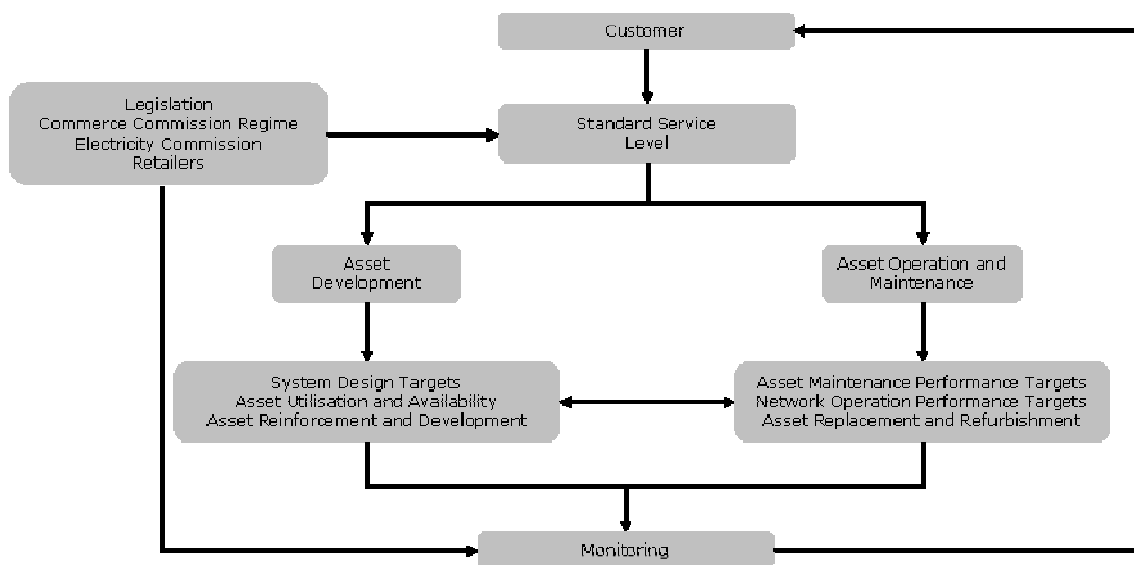 Customer
Legislation
Commerce Commission Regime
Electricity Commission
Retailers
Standard Service
Level
Asset
Development
Asset Operation and
Maintenance
System Design Targets
Asset Utilisation and Availability
Asset Reinforcement and Development
Asset Maintenance Performance Targets
Network Operation Performance Targets
Asset Replacement and Refurbishment
Monitoring